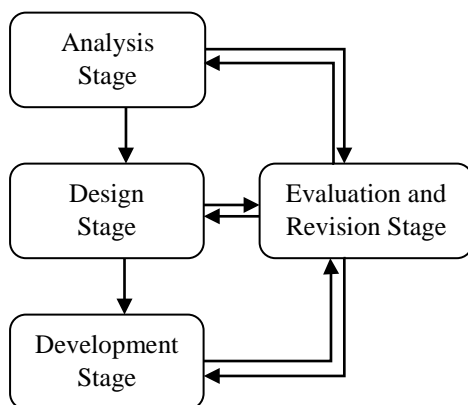 Analysis
Stage
Design
Stage
Evaluation and
Revision Stage
Development
Stage